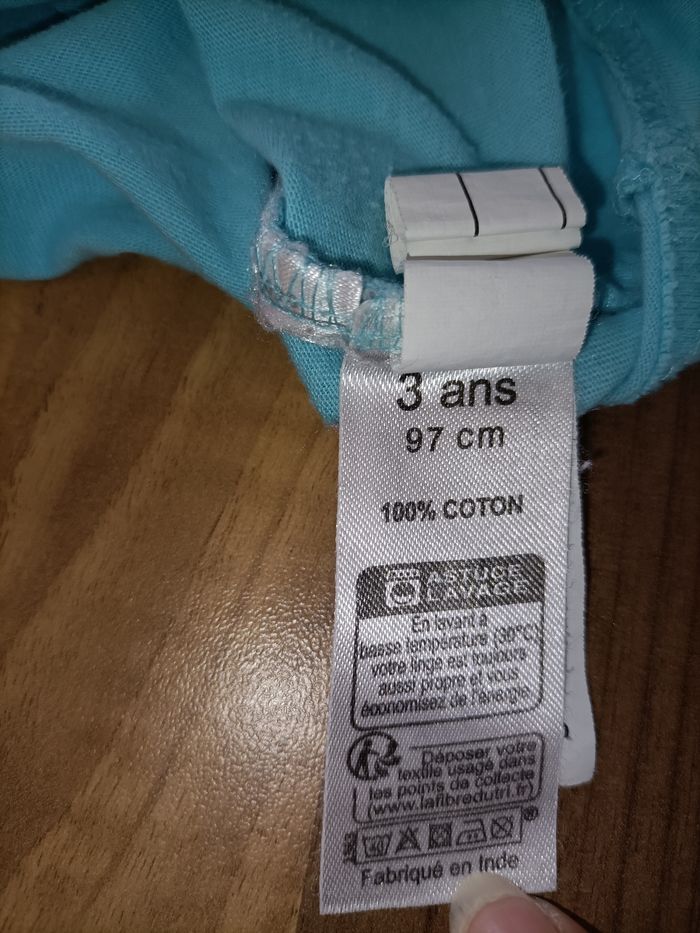 3 ans
97 cm
100% COTON
ASTUCE
LAVAGE
En lavant à
basse température (30°C)
votre linge est toujours
aussi propre et vous
économisez de l'énergie.
Déposer votre
textile usagé dans
les points de collecte
(www.lafibredutri.fr)
40
®
Fabriqué en Inde